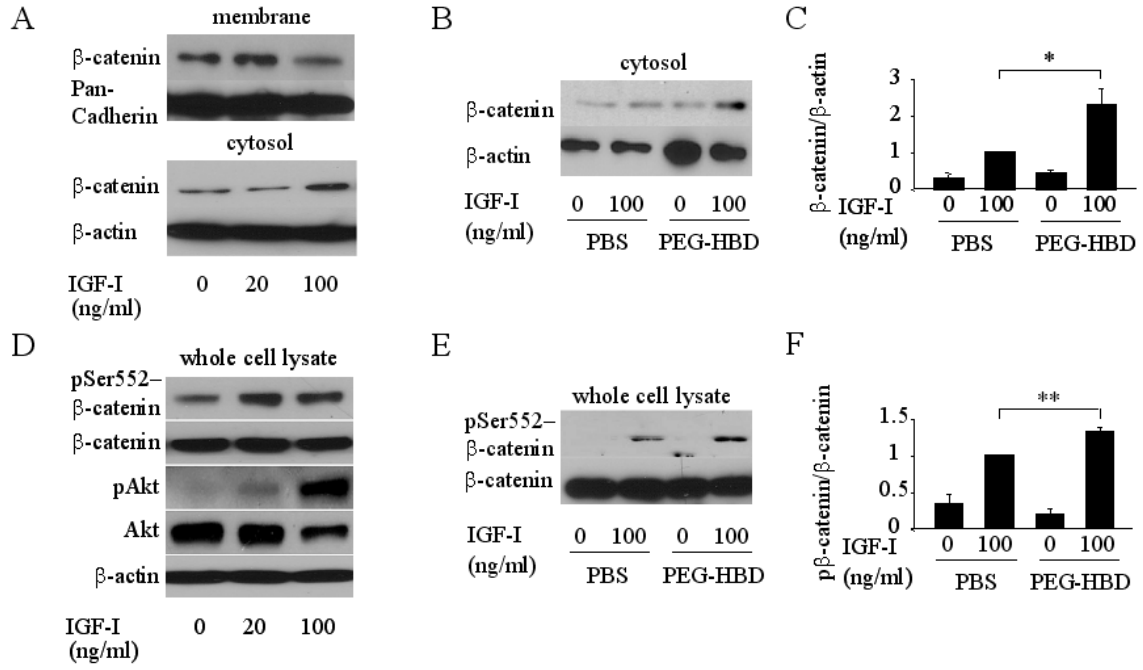 A
membrane
β-catenin
Pan-
Cadherin
cytosol
β-catenin
β-actin
IGF-I
(ng/ml)
0 20 100
B
cytosol
β-catenin
β-actin
IGF-I
(ng/ml)
0 100 0 100
PBS PEG-HBD
C
β-catenin/β-actin
3
2
1
0
*
IGF-I
(ng/ml)
0 100 0 100
PBS PEG-HBD
D
whole cell lysate
pSer552–
β-catenin
β-catenin
pAkt
Akt
β-actin
IGF-I
(ng/ml)
0 20 100
E
whole cell lysate
pSer552–
β-catenin
β-catenin
IGF-I
(ng/ml)
0 100 0 100
PBS PEG-HBD
F
pβ-catenin/β-catenin
1.5
1
0.5
0
**
IGF-I
(ng/ml)
0 100 0 100
PBS PEG-HBD